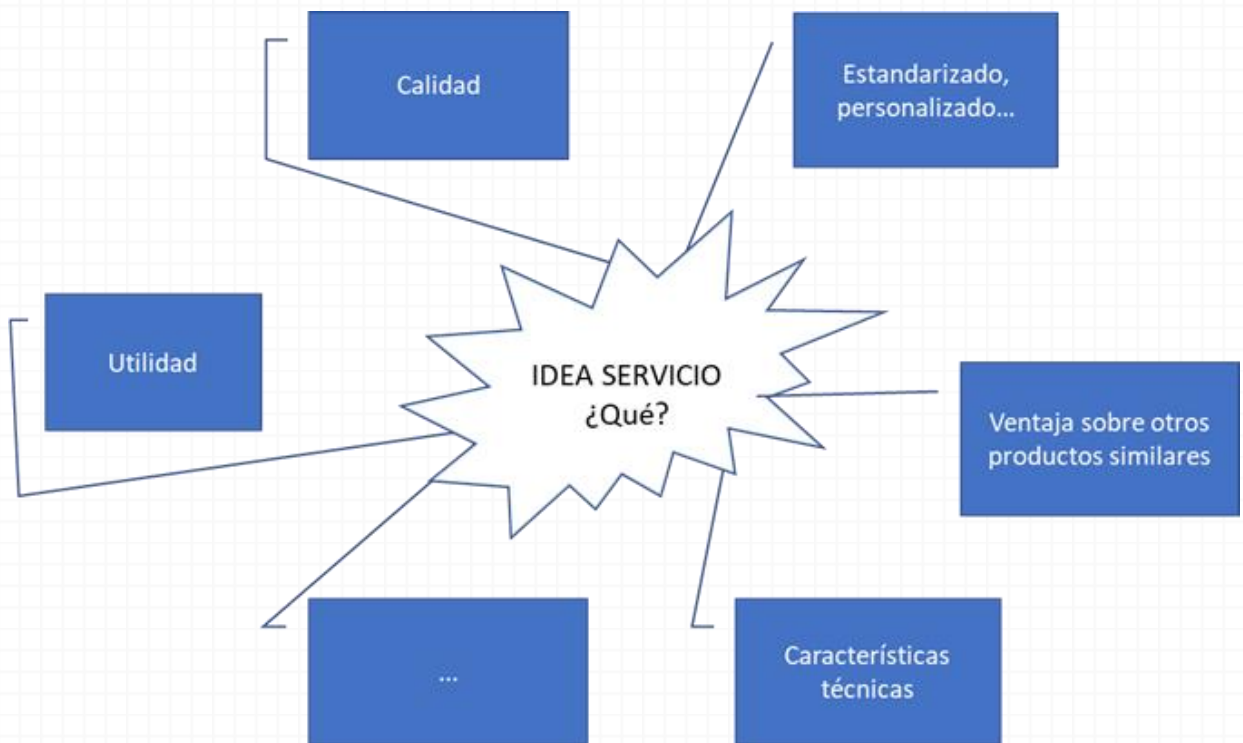 Calidad
Estandarizado,
personalizado...
Utilidad
IDEA SERVICIO
¿Qué?
Ventaja sobre otros
productos similares
...
Características
técnicas